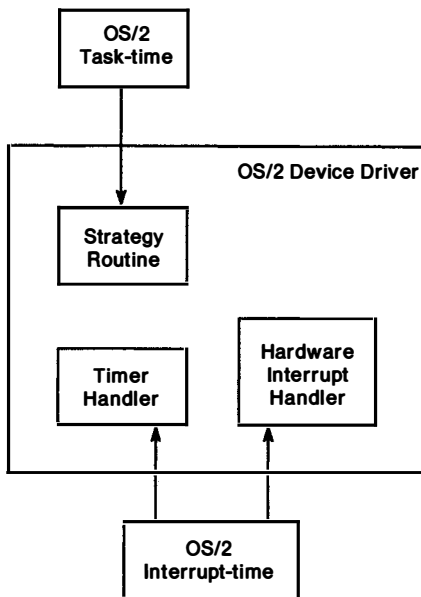 OS/2
Task-time
OS/2 Device Driver
Strategy
Routine
Timer
Handler
Hardware
Interrupt
Handler
OS/2
Interrupt-time